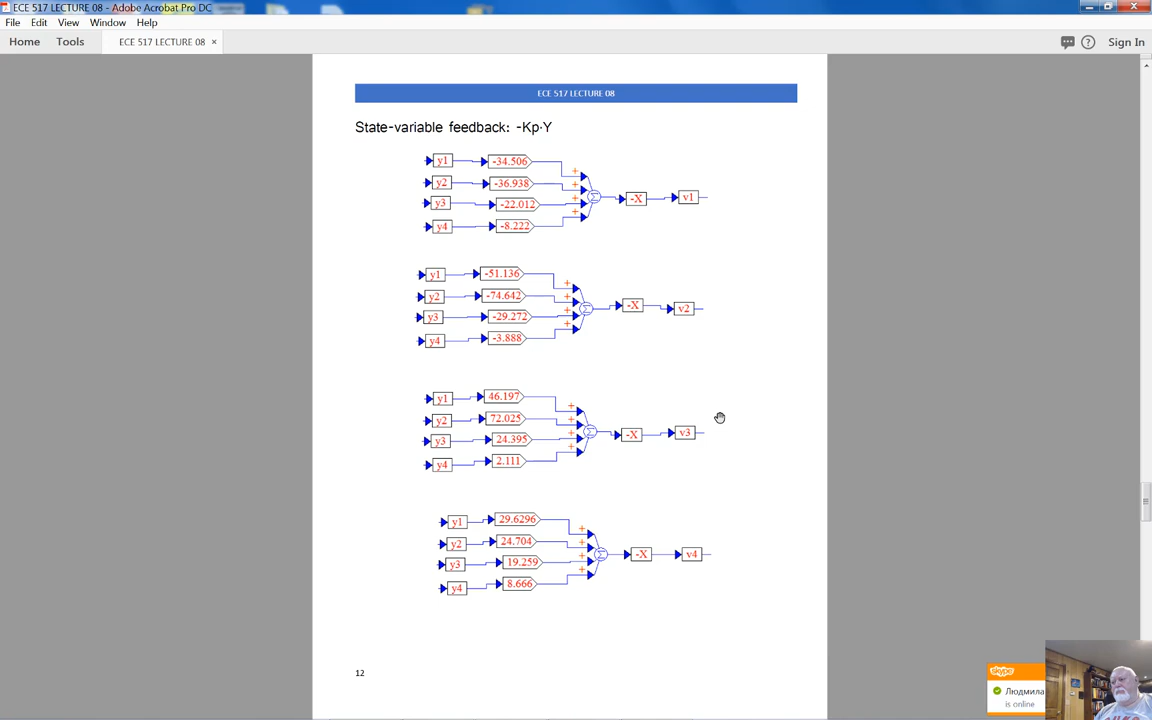 ECE 517 LECTURE 08 - Adobe Acrobat Pro DC
File Edit View Window Help
Home Tools ECE 517 LECTURE 08 × Sign In
ECE 517 LECTURE 08
State-variable feedback: -Kp·Y
y1 -34.506 +
y2 -36.938 +
y3 -22.012 +
y4 -8.222 +
Σ -X v1
y1 -51.136 +
y2 -74.642 +
y3 -29.272 +
y4 -3.888 +
Σ -X v2
y1 46.197 +
y2 72.025 +
y3 24.395 +
y4 2.111 +
Σ -X v3
y1 29.6296 +
y2 24.704 +
y3 19.259 +
y4 8.666 +
Σ -X v4
12
skype
Людмила
is online